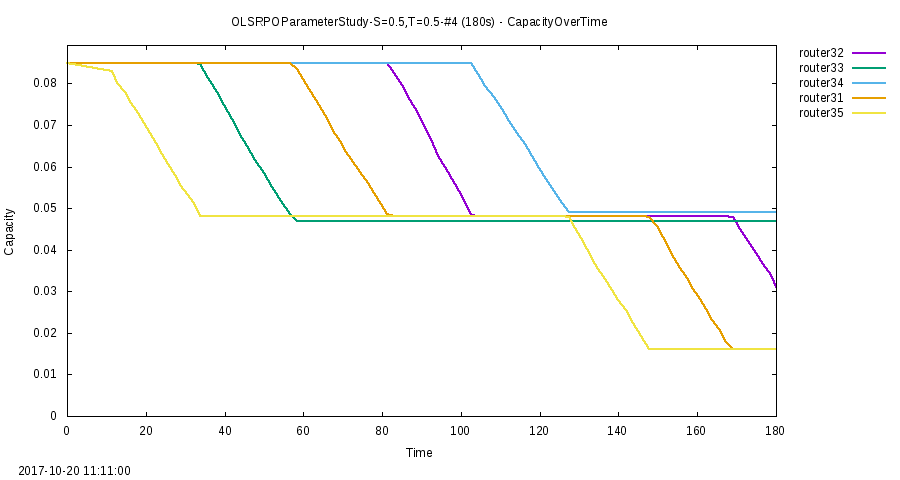 OLSRPOParameterStudy-S=0.5,T=0.5-#4 (180s) - CapacityOverTime
router32
router33
router34
router31
router35
0.08
0.07
0.06
0.05
0.04
0.03
0.02
0.01
0
Capacity
0 20 40 60 80 100 120 140 160 180
Time
2017-10-20 11:11:00